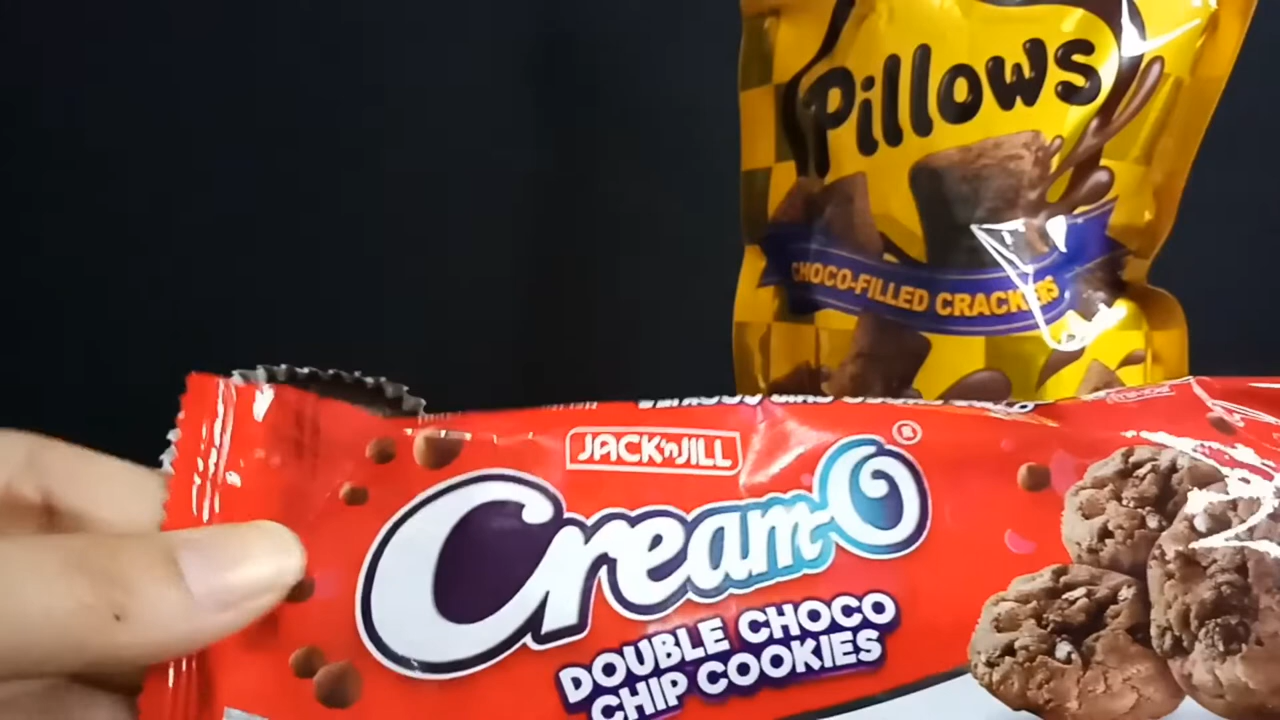 Pillows
CHOCO-FILLED CRACKERS
JACK 'n JILL
Cream-O
®
DOUBLE CHOCO
CHIP COOKIES